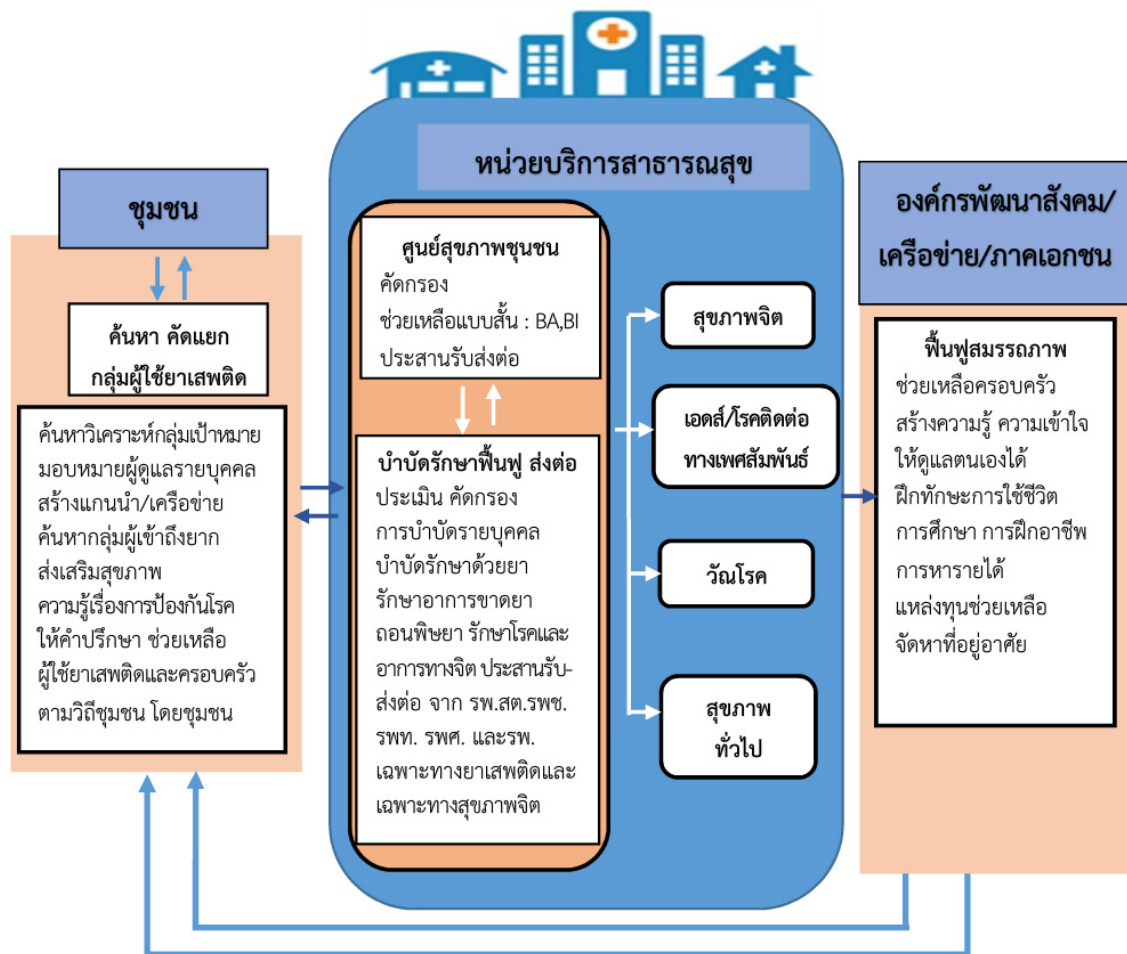 หน่วยบริการสาธารณสุข
ชุมชน
ค้นหา คัดแยก
กลุ่มผู้ใช้ยาเสพติด
ค้นหาวิเคราะห์กลุ่มเป้าหมาย
มอบหมายผู้ดูแลรายบุคคล
สร้างแกนนำ/เครือข่าย
ค้นหากลุ่มผู้เข้าถึงยาก
ส่งเสริมสุขภาพ
ความรู้เรื่องการป้องกันโรค
ให้คำปรึกษา ช่วยเหลือ
ผู้ใช้ยาเสพติดและครอบครัว
ตามวิถีชุมชน โดยชุมชน
ศูนย์สุขภาพชุนชน
คัดกรอง
ช่วยเหลือแบบสั้น : BA,BI
ประสานรับส่งต่อ
บำบัดรักษาฟื้นฟู ส่งต่อ
ประเมิน คัดกรอง
การบำบัดรายบุคคล
บำบัดรักษาด้วยยา
รักษาอาการขาดยา
ถอนพิษยา รักษาโรคและ
อาการทางจิต ประสานรับ-
ส่งต่อ จาก รพ.สต.รพช.
รพท. รพศ. และรพ.
เฉพาะทางยาเสพติดและ
เฉพาะทางสุขภาพจิต
สุขภาพจิต
เอดส์/โรคติดต่อ
ทางเพศสัมพันธ์
วัณโรค
สุขภาพ
ทั่วไป
องค์กรพัฒนาสังคม/
เครือข่าย/ภาคเอกชน
ฟื้นฟูสมรรถภาพ
ช่วยเหลือครอบครัว
สร้างความรู้ ความเข้าใจ
ให้ดูแลตนเองได้
ฝึกทักษะการใช้ชีวิต
การศึกษา การฝึกอาชีพ
การหารายได้
แหล่งทุนช่วยเหลือ
จัดหาที่อยู่อาศัย